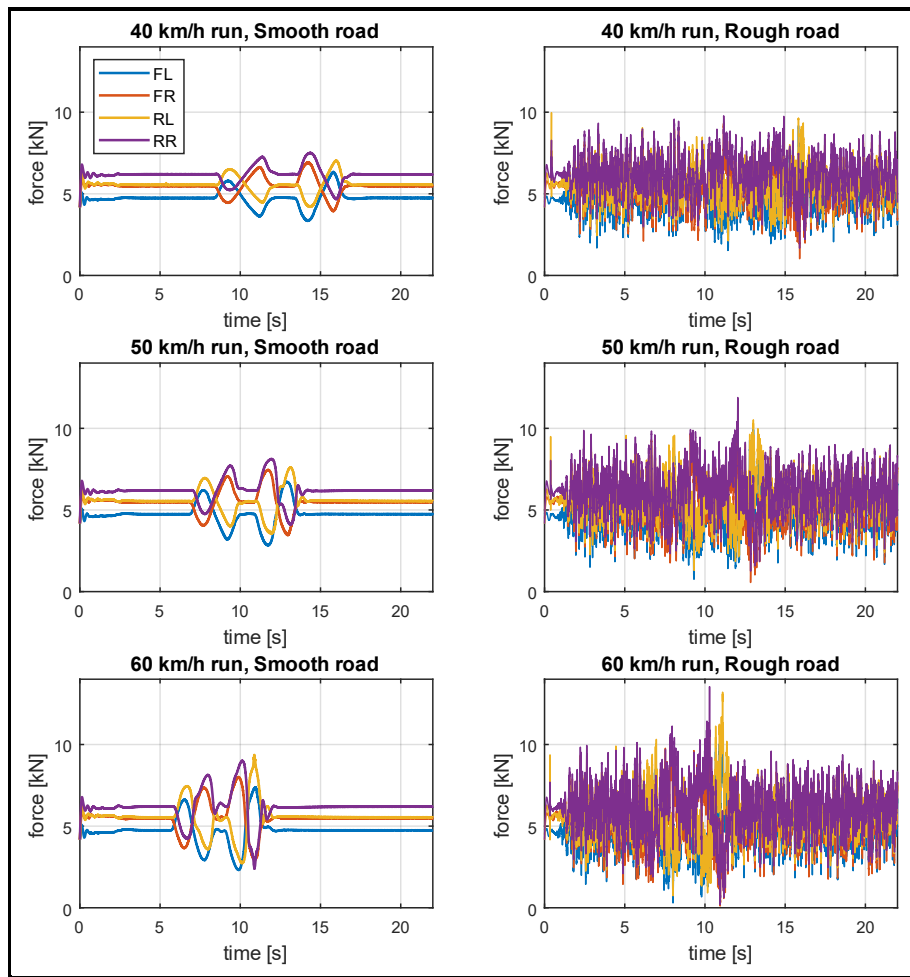 40 km/h run, Smooth road
force [kN]
10
5
0
FL
FR
RL
RR
0 5 10 15 20
time [s]
40 km/h run, Rough road
force [kN]
10
5
0
0 5 10 15 20
time [s]
50 km/h run, Smooth road
force [kN]
10
5
0
0 5 10 15 20
time [s]
50 km/h run, Rough road
force [kN]
10
5
0
0 5 10 15 20
time [s]
60 km/h run, Smooth road
force [kN]
10
5
0
0 5 10 15 20
time [s]
60 km/h run, Rough road
force [kN]
10
5
0
0 5 10 15 20
time [s]